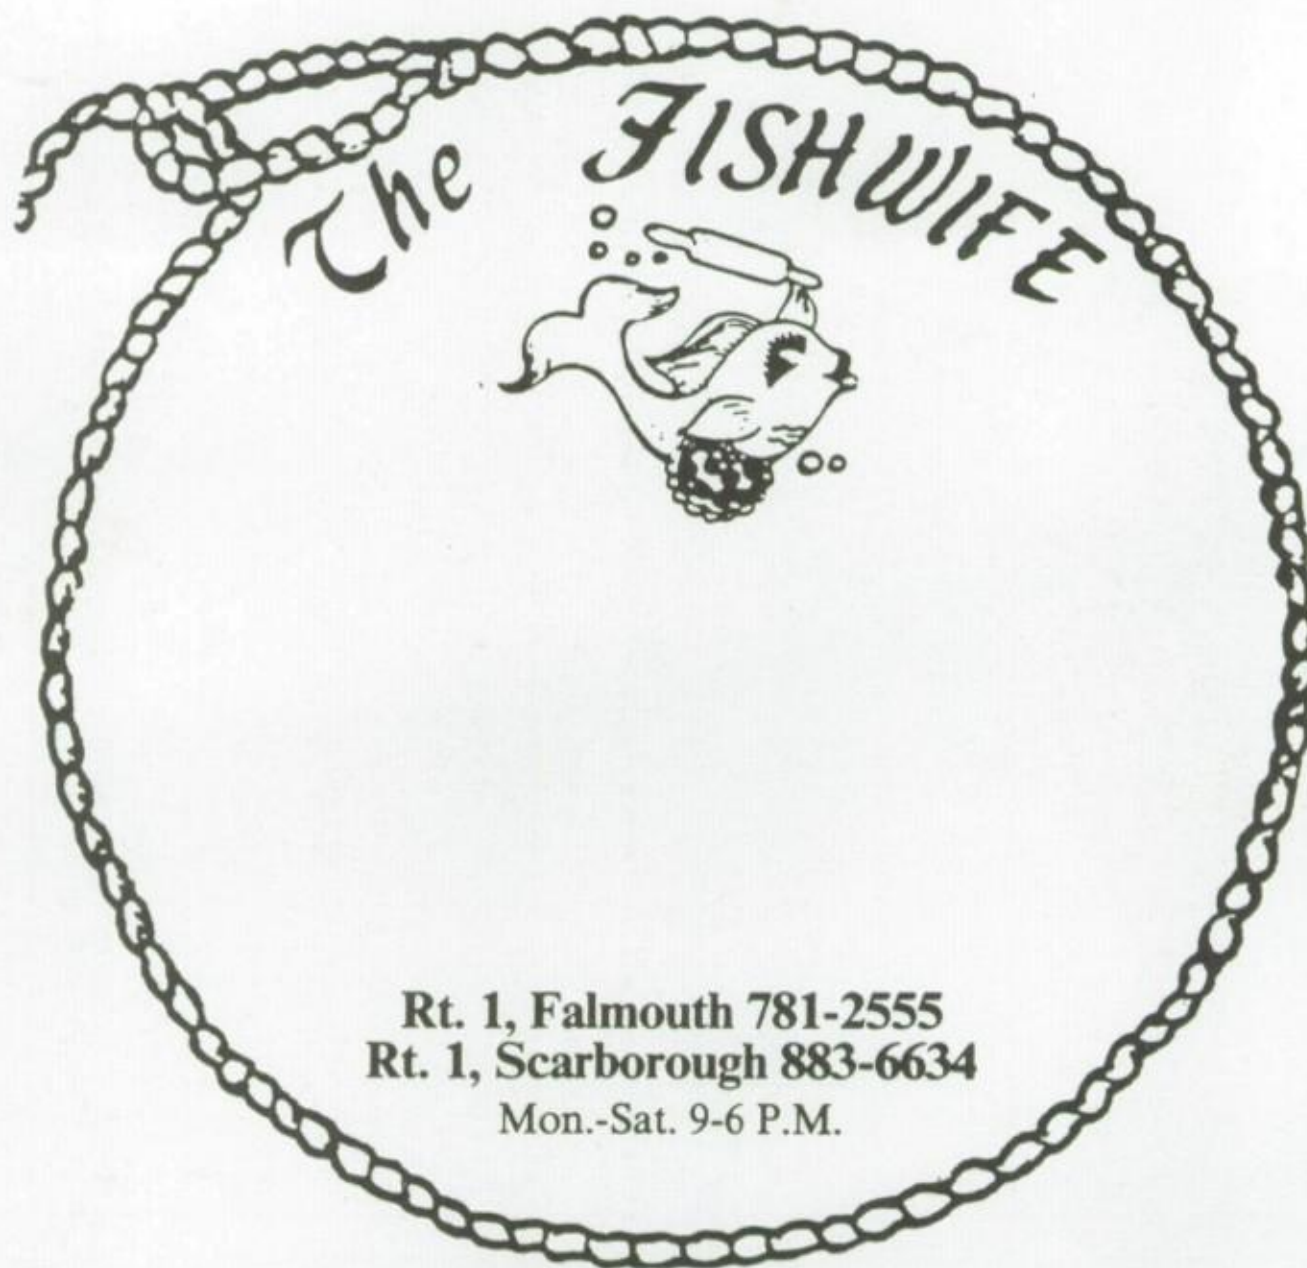 The FISHWIFE
Rt. 1, Falmouth 781-2555
Rt. 1, Scarborough 883-6634
Mon.-Sat. 9-6 P.M.